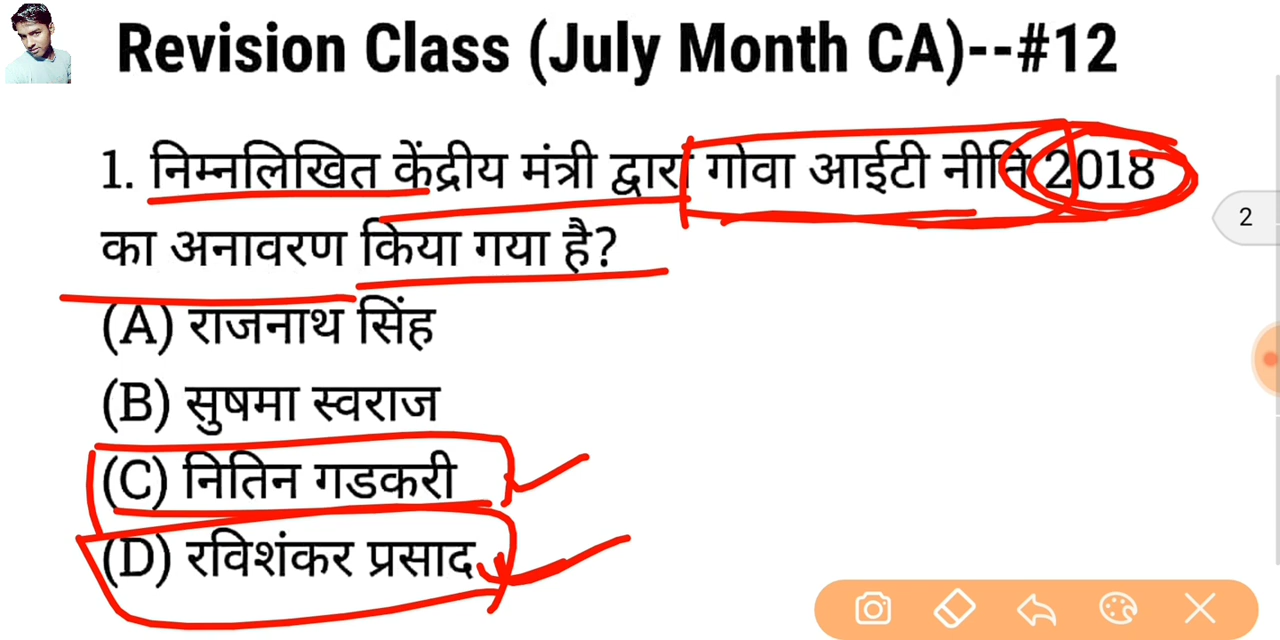 Revision Class (July Month CA)--#12
1. निम्नलिखित केंद्रीय मंत्री द्वारा गोवा आईटी नीति 2018
का अनावरण किया गया है?
2
(A) राजनाथ सिंह
(B) सुषमा स्वराज
(C) नितिन गडकरी
(D) रविशंकर प्रसाद